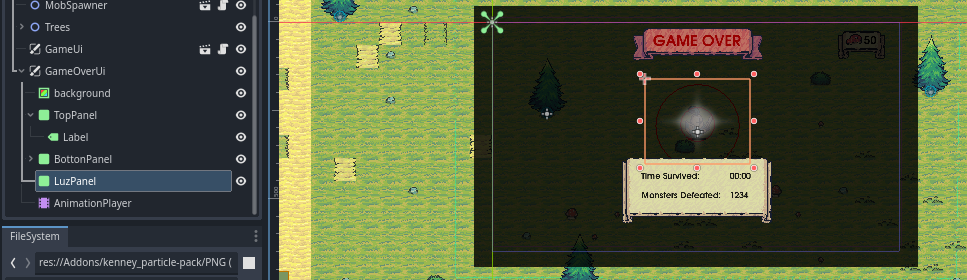 MobSpawner
Trees
GameUi
GameOverUi
background
TopPanel
Label
BottonPanel
LuzPanel
AnimationPlayer
FileSystem
res://Addons/kenney_particle-pack/PNG (
GAME OVER
50
Time Survived: 00:00
Monsters Defeated: 1234